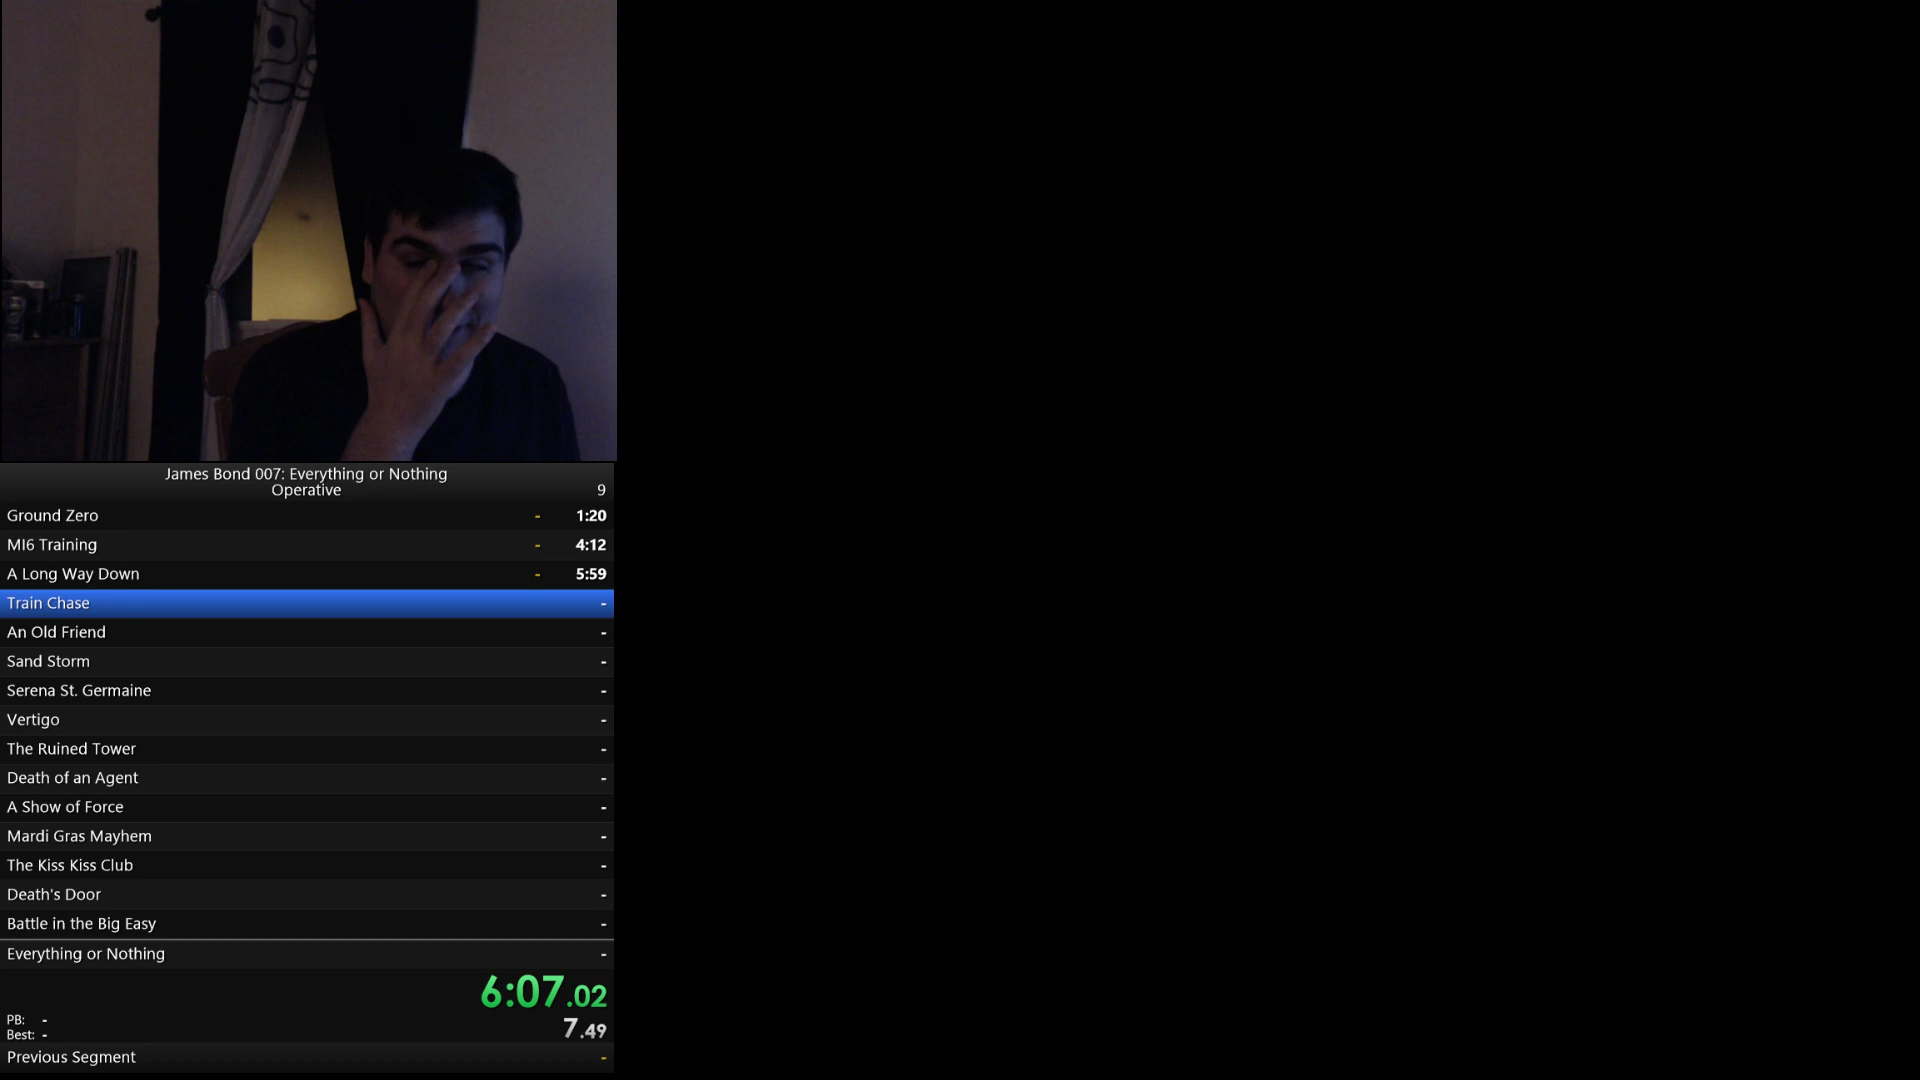 James Bond 007: Everything or Nothing
Operative 9
Ground Zero - 1:20
MI6 Training - 4:12
A Long Way Down - 5:59
Train Chase -
An Old Friend -
Sand Storm -
Serena St. Germaine -
Vertigo -
The Ruined Tower -
Death of an Agent -
A Show of Force -
Mardi Gras Mayhem -
The Kiss Kiss Club -
Death's Door -
Battle in the Big Easy -
Everything or Nothing -
6:07.02
PB: -
Best: - 7.49
Previous Segment -